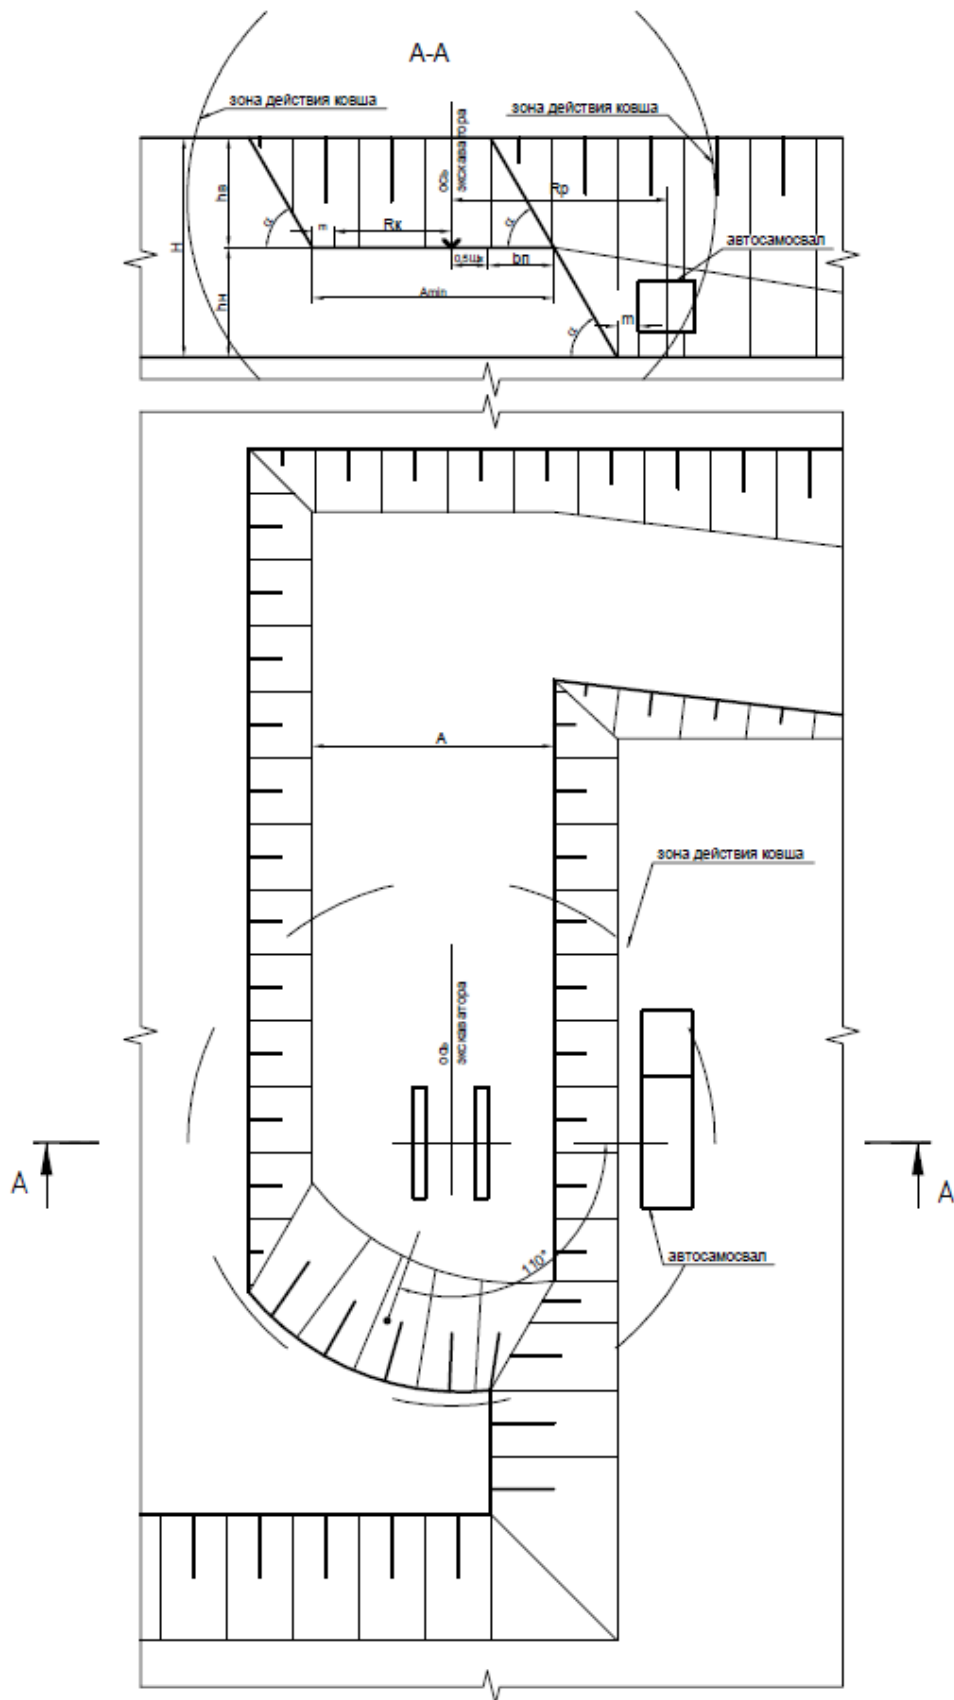 А-А
зона действия ковша
зона действия ковша
ось
экскаватора
Rр
hв
H
α
m
Rк
α
автосамосвал
0,5Шх
bп
Amin
hн
α
m
A
зона действия ковша
ось
экскаватора
А
А
110°
автосамосвал